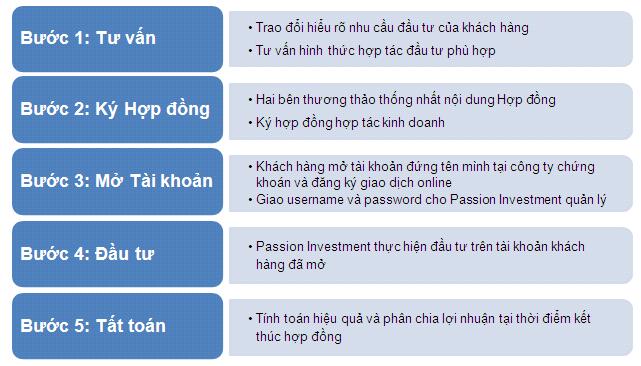 Bước 1: Tư vấn
• Trao đổi hiểu rõ nhu cầu đầu tư của khách hàng
• Tư vấn hình thức hợp tác đầu tư phù hợp
Bước 2: Ký Hợp đồng
• Hai bên thương thảo thống nhất nội dung Hợp đồng
• Ký hợp đồng hợp tác kinh doanh
Bước 3: Mở Tài khoản
• Khách hàng mở tài khoản đứng tên mình tại công ty chứng
khoán và đăng ký giao dịch online
• Giao username và password cho Passion Investment quản lý
Bước 4: Đầu tư
• Passion Investment thực hiện đầu tư trên tài khoản khách
hàng đã mở
Bước 5: Tất toán
• Tính toán hiệu quả và phân chia lợi nhuận tại thời điểm kết
thúc hợp đồng